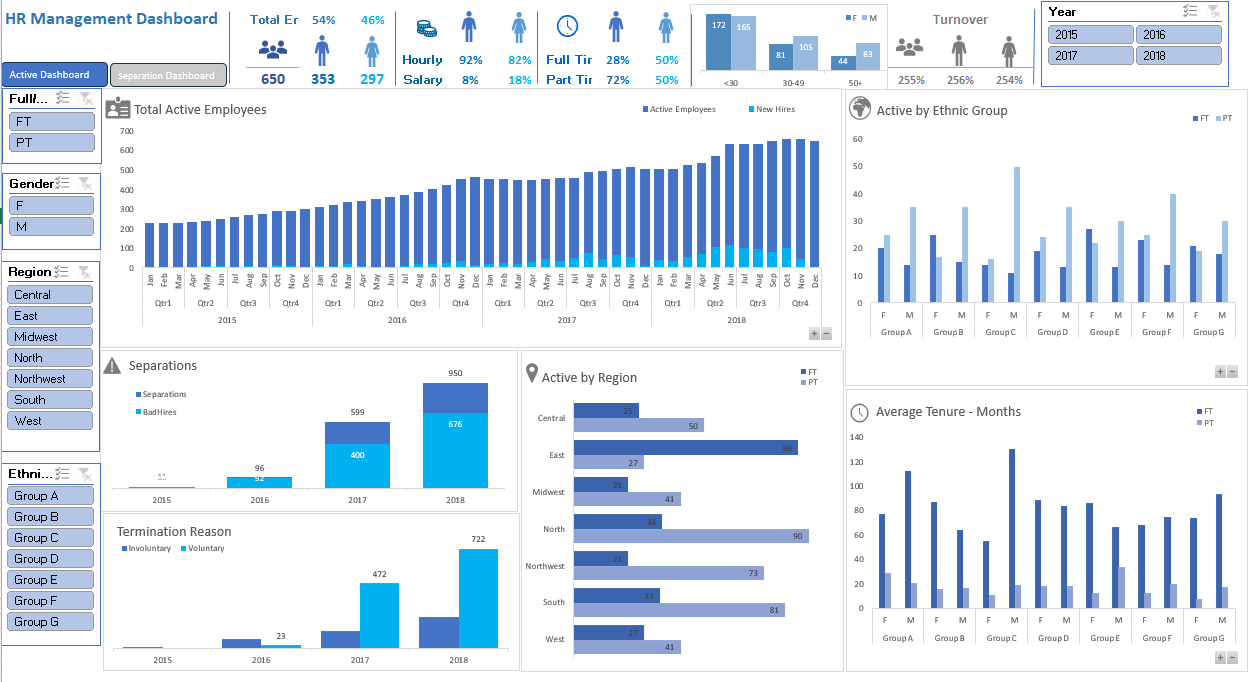 HR Management Dashboard
Active Dashboard
Separation Dashboard
Total Er 54% 46%
650 353 297
Hourly 92% 82%
Salary 8% 18%
Full Tir 28% 50%
Part Tir 72% 50%
F M
172 165 81 105 44 83
<30 30-49 50+
Turnover
255% 256% 254%
Year
2015 2016
2017 2018
Full/...
FT
PT
Gender
F
M
Region
Central
East
Midwest
North
Northwest
South
West
Ethni...
Group A
Group B
Group C
Group D
Group E
Group F
Group G
Total Active Employees
Active Employees New Hires
700
600
500
400
300
200
100
0
Jan Feb Mar Apr May Jun Jul Aug Sep Oct Nov Dec Jan Feb Mar Apr May Jun Jul Aug Sep Oct Nov Dec Jan Feb Mar Apr May Jun Jul Aug Sep Oct Nov Dec Jan Feb Mar Apr May Jun Jul Aug Sep Oct Nov Dec
Qtr1 Qtr2 Qtr3 Qtr4 Qtr1 Qtr2 Qtr3 Qtr4 Qtr1 Qtr2 Qtr3 Qtr4 Qtr1 Qtr2 Qtr3 Qtr4
2015 2016 2017 2018
Active by Ethnic Group
FT PT
60
50
40
30
20
10
0
F M F M F M F M F M F M F M
Group A Group B Group C Group D Group E Group F Group G
Separations
Separations
BadHires
96 92
599 400
950 676
2015 2016 2017 2018
Termination Reason
Involuntary Voluntary
23 472 722
2015 2016 2017 2018
Active by Region
FT
PT
Central 25 50
East 86 27
Midwest 21 41
North 34 90
Northwest 21 73
South 33 81
West 27 41
Average Tenure - Months
FT
PT
140
120
100
80
60
40
20
0
F M F M F M F M F M F M F M
Group A Group B Group C Group D Group E Group F Group G